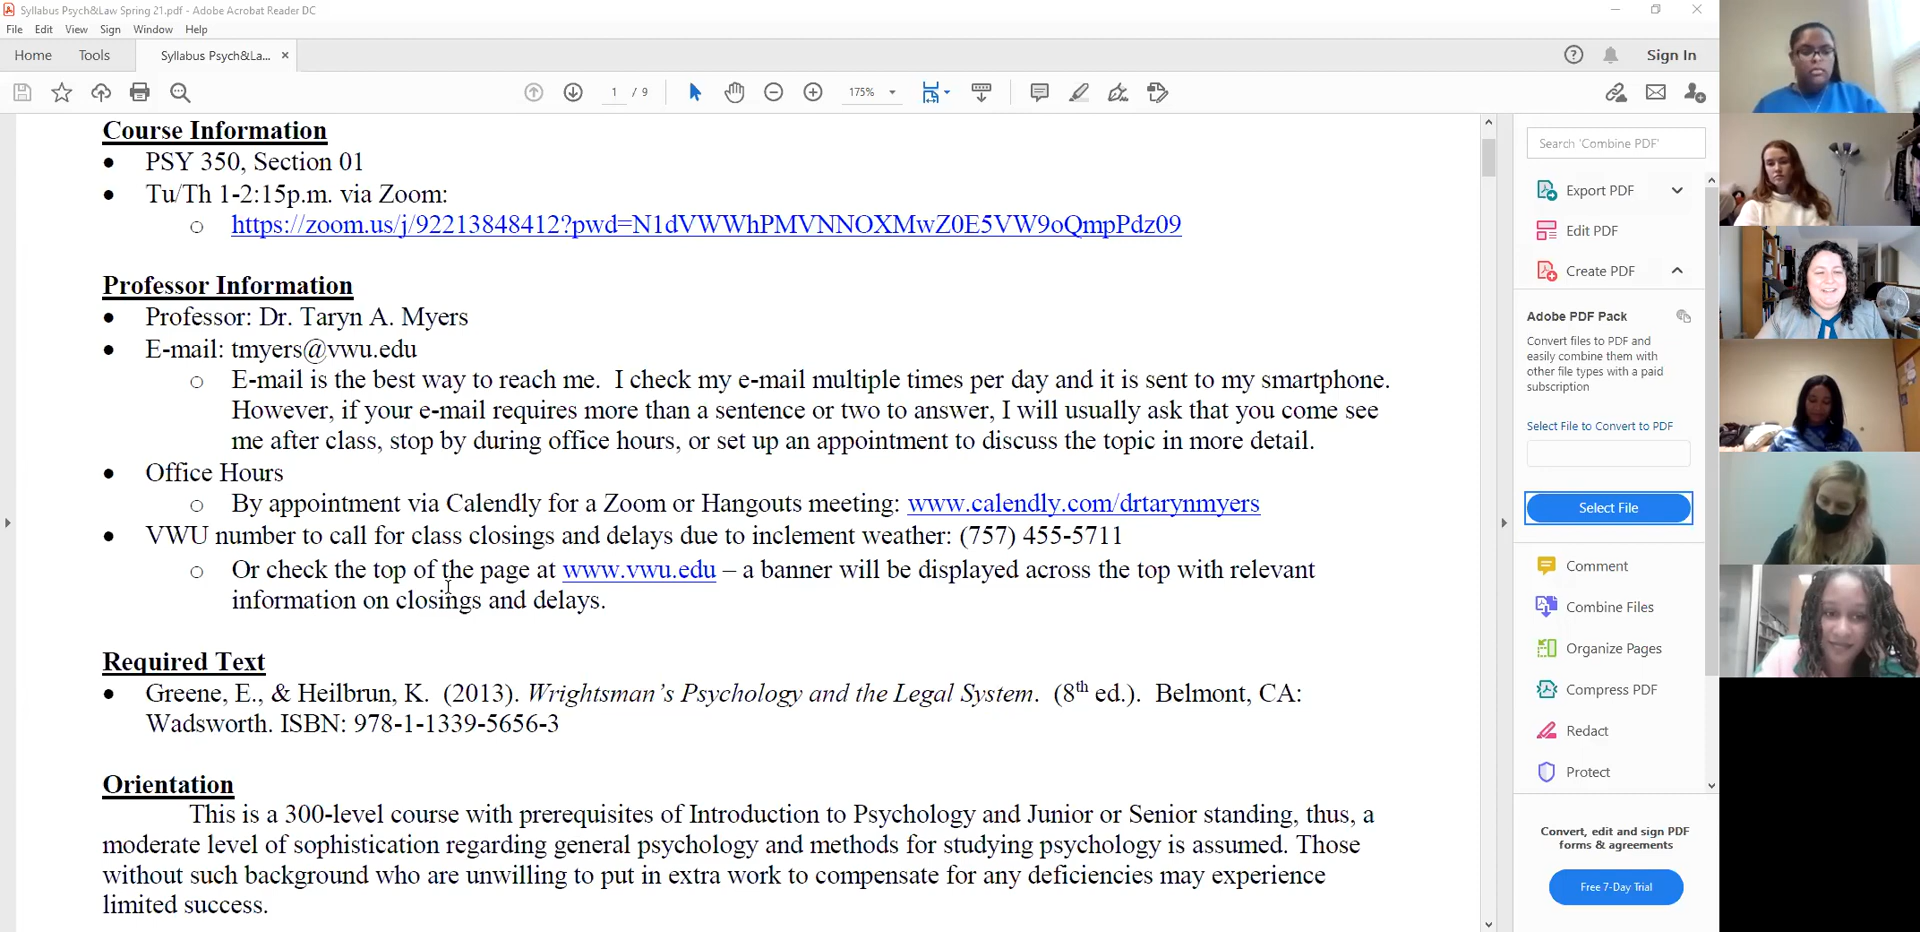 Syllabus Psych&Law Spring 21.pdf - Adobe Acrobat Reader DC
File Edit View Sign Window Help
Home Tools Syllabus Psych&La... × Sign In
1 / 9 175%
Course Information
• PSY 350, Section 01
• Tu/Th 1-2:15p.m. via Zoom:
○ https://zoom.us/j/92213848412?pwd=N1dVWWhPMVNNOXMwZ0E5VW9oQmpPdz09
Professor Information
• Professor: Dr. Taryn A. Myers
• E-mail: tmyers@vwu.edu
○ E-mail is the best way to reach me. I check my e-mail multiple times per day and it is sent to my smartphone.
However, if your e-mail requires more than a sentence or two to answer, I will usually ask that you come see
me after class, stop by during office hours, or set up an appointment to discuss the topic in more detail.
• Office Hours
○ By appointment via Calendly for a Zoom or Hangouts meeting: www.calendly.com/drtarynmyers
• VWU number to call for class closings and delays due to inclement weather: (757) 455-5711
○ Or check the top of the page at www.vwu.edu – a banner will be displayed across the top with relevant
information on closings and delays.
Required Text
• Greene, E., & Heilbrun, K. (2013). Wrightsman's Psychology and the Legal System. (8th ed.). Belmont, CA:
Wadsworth. ISBN: 978-1-1339-5656-3
Orientation
This is a 300-level course with prerequisites of Introduction to Psychology and Junior or Senior standing, thus, a
moderate level of sophistication regarding general psychology and methods for studying psychology is assumed. Those
without such background who are unwilling to put in extra work to compensate for any deficiencies may experience
limited success.
Search 'Combine PDF'
Export PDF
Edit PDF
Create PDF
Adobe PDF Pack
Convert files to PDF and
easily combine them with
other file types with a paid
subscription
Select File to Convert to PDF
Select File
Comment
Combine Files
Organize Pages
Compress PDF
Redact
Protect
Convert, edit and sign PDF
forms & agreements
Free 7-Day Trial